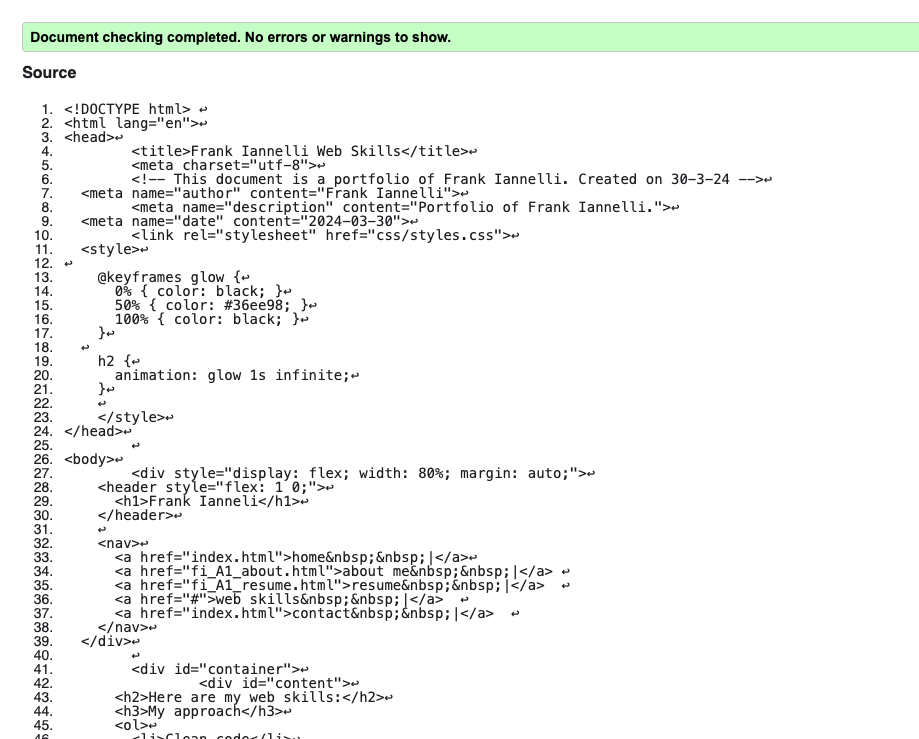 Document checking completed. No errors or warnings to show.
Source
1. <!DOCTYPE html> ↩
2. <html lang="en">↩
3. <head>↩
4. <title>Frank Iannelli Web Skills</title>↩
5. <meta charset="utf-8">↩
6. <!-- This document is a portfolio of Frank Iannelli. Created on 30-3-24 -->↩
7. <meta name="author" content="Frank Iannelli">↩
8. <meta name="description" content="Portfolio of Frank Iannelli.">↩
9. <meta name="date" content="2024-03-30">↩
10. <link rel="stylesheet" href="css/styles.css">↩
11. <style>↩
12. ↩
13. @keyframes glow {↩
14. 0% { color: black; }↩
15. 50% { color: #36ee98; }↩
16. 100% { color: black; }↩
17. }↩
18. ↩
19. h2 {↩
20. animation: glow 1s infinite;↩
21. }↩
22. ↩
23. </style>↩
24. </head>↩
25. ↩
26. <body>↩
27. <div style="display: flex; width: 80%; margin: auto;">↩
28. <header style="flex: 1 0;">↩
29. <h1>Frank Ianneli</h1>↩
30. </header>↩
31. ↩
32. <nav>↩
33. <a href="index.html">home&nbsp;&nbsp;|</a>↩
34. <a href="fi_A1_about.html">about me&nbsp;&nbsp;|</a> ↩
35. <a href="fi_A1_resume.html">resume&nbsp;&nbsp;|</a> ↩
36. <a href="#">web skills&nbsp;&nbsp;|</a> ↩
37. <a href="index.html">contact&nbsp;&nbsp;|</a> ↩
38. </nav>↩
39. </div>↩
40. ↩
41. <div id="container">↩
42. <div id="content">↩
43. <h2>Here are my web skills:</h2>↩
44. <h3>My approach</h3>↩
45. <ol>↩
46. <li>Clean code</li>↩